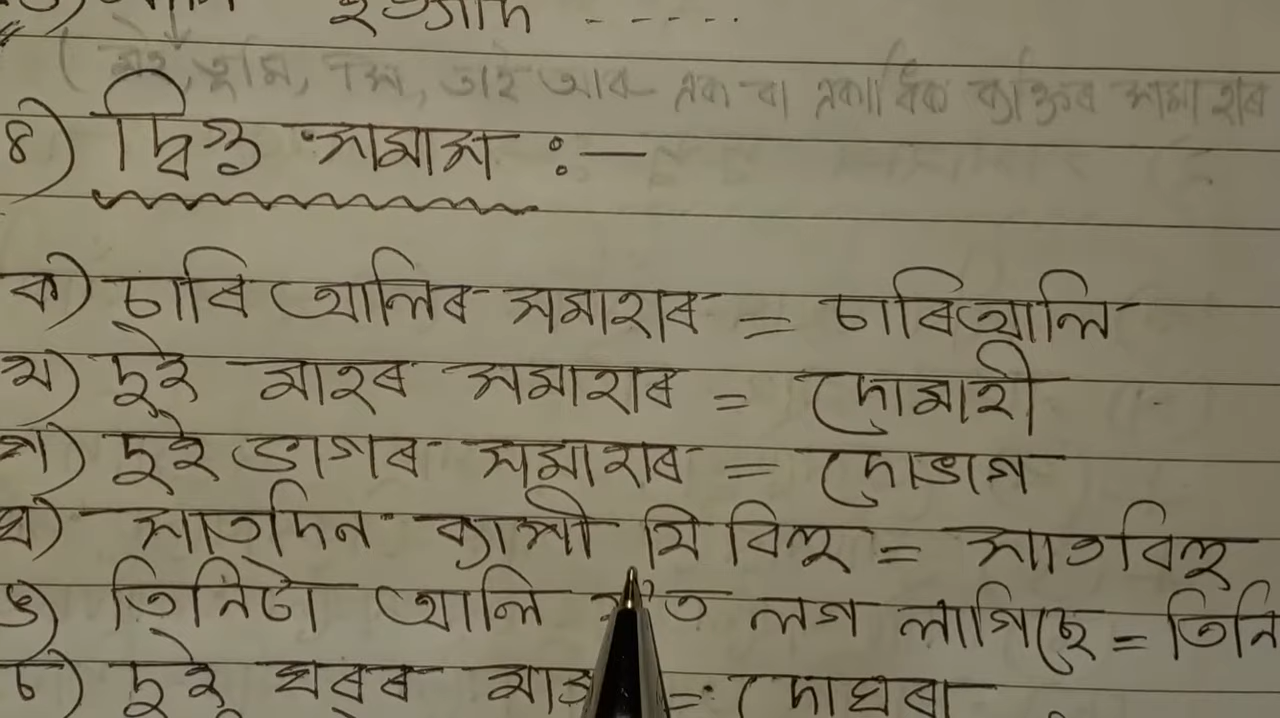 ইত্যাদি - - - - -
৪) দ্বিগু সমাস :—
ক) চাৰি আলিৰ সমাহাৰ = চাৰিআলি
খ) দুই মাহৰ সমাহাৰ = দোমাহী
গ) দুই ভাগৰ সমাহাৰ = দোভাগ
ঘ) সাতদিন ব্যাপী যি বিহু = সাতবিহু
ঙ) তিনিটা আলি লগ লাগিছে = তিনি
চ) দুই ঘৰৰ = দোঘৰা